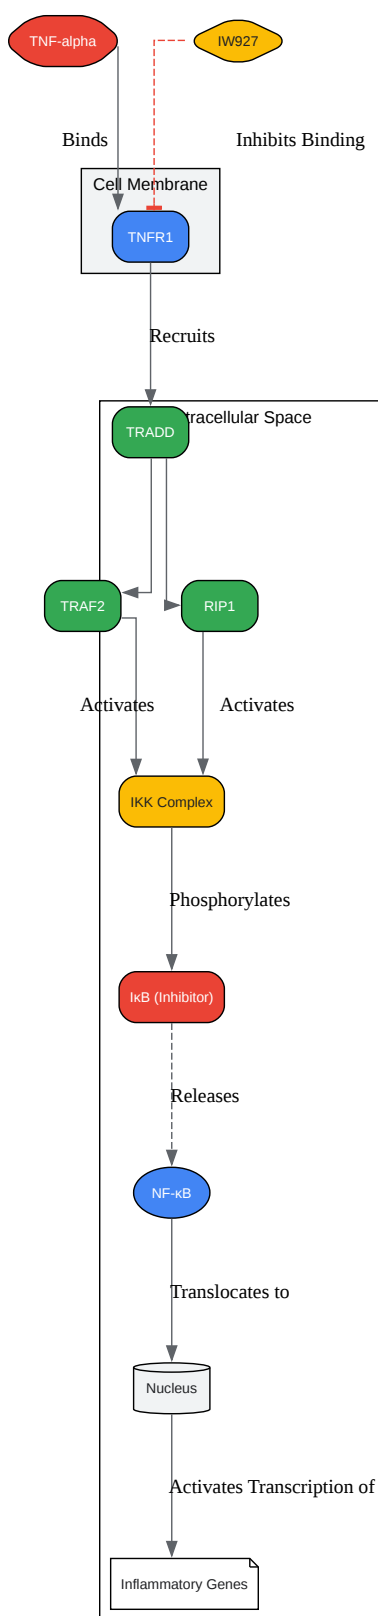 TNF-alpha
IW927
Binds
Inhibits Binding
Cell Membrane
TNFR1
Recruits
tracellular Space
TRADD
TRAF2
RIP1
Activates
Activates
IKK Complex
Phosphorylates
IκB (Inhibitor)
Releases
NF-κB
Translocates to
Nucleus
Activates Transcription of
Inflammatory Genes